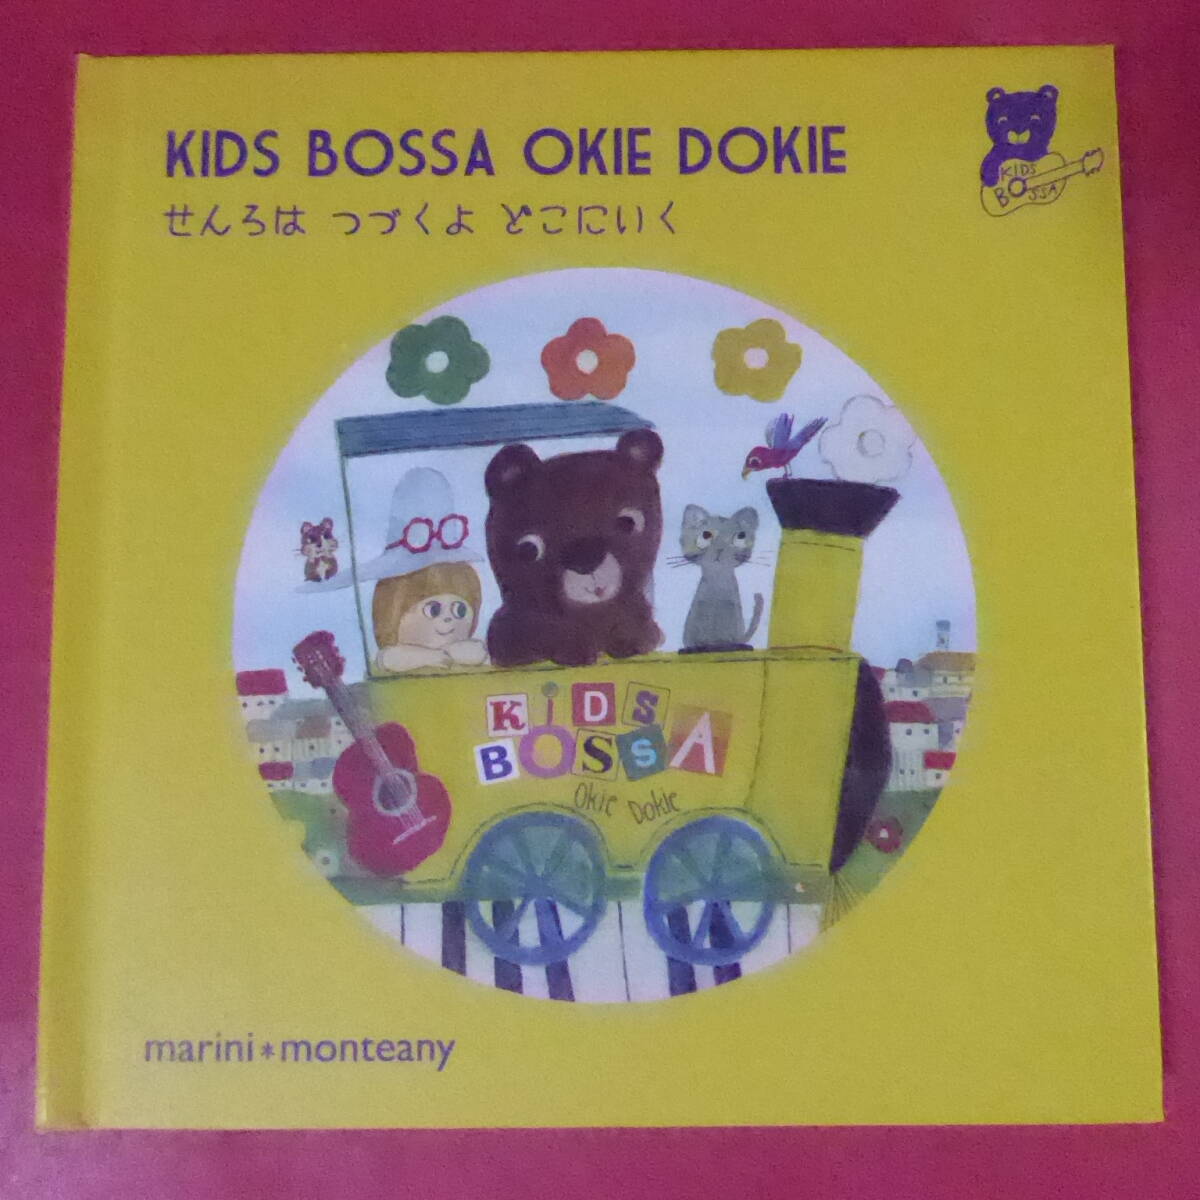 KIDS BOSSA OKIE DOKIE
せんろは つづくよ どこにいく
KIDS
BOSSA
KiDS
BOSSA
Okie Dokie
marini*monteany